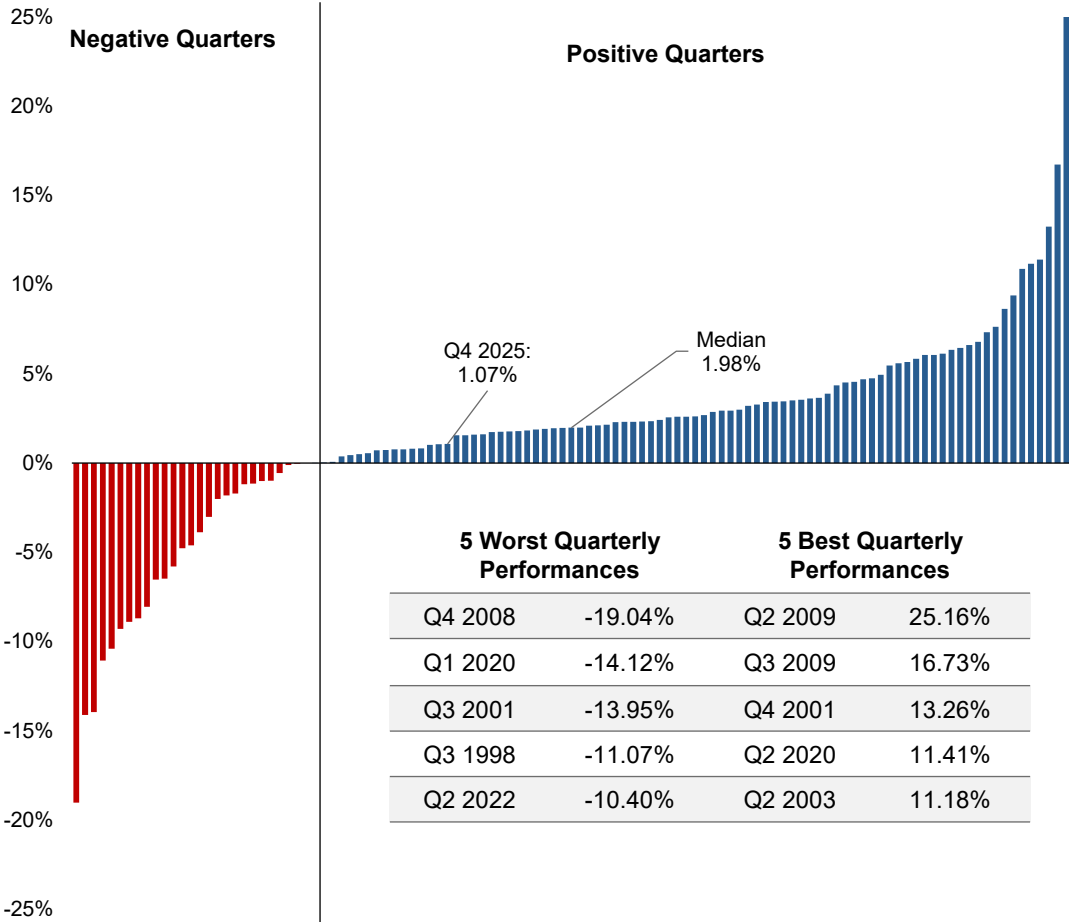 25%
Negative Quarters
Positive Quarters
20%
15%
10%
Q4 2025:
1.07%
Median
1.98%
5%
0%
-5%
5 Worst Quarterly
Performances
5 Best Quarterly
Performances
Q4 2008 -19.04% Q2 2009 25.16%
-10%
Q1 2020 -14.12% Q3 2009 16.73%
Q3 2001 -13.95% Q4 2001 13.26%
-15%
Q3 1998 -11.07% Q2 2020 11.41%
Q2 2022 -10.40% Q2 2003 11.18%
-20%
-25%